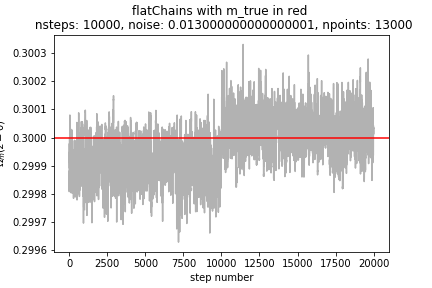 flatChains with m_true in red
nsteps: 10000, noise: 0.013000000000000001, npoints: 13000
0.3003
0.3002
0.3001
0.3000
0.2999
0.2998
0.2997
0.2996
0 2500 5000 7500 10000 12500 15000 17500 20000
step number